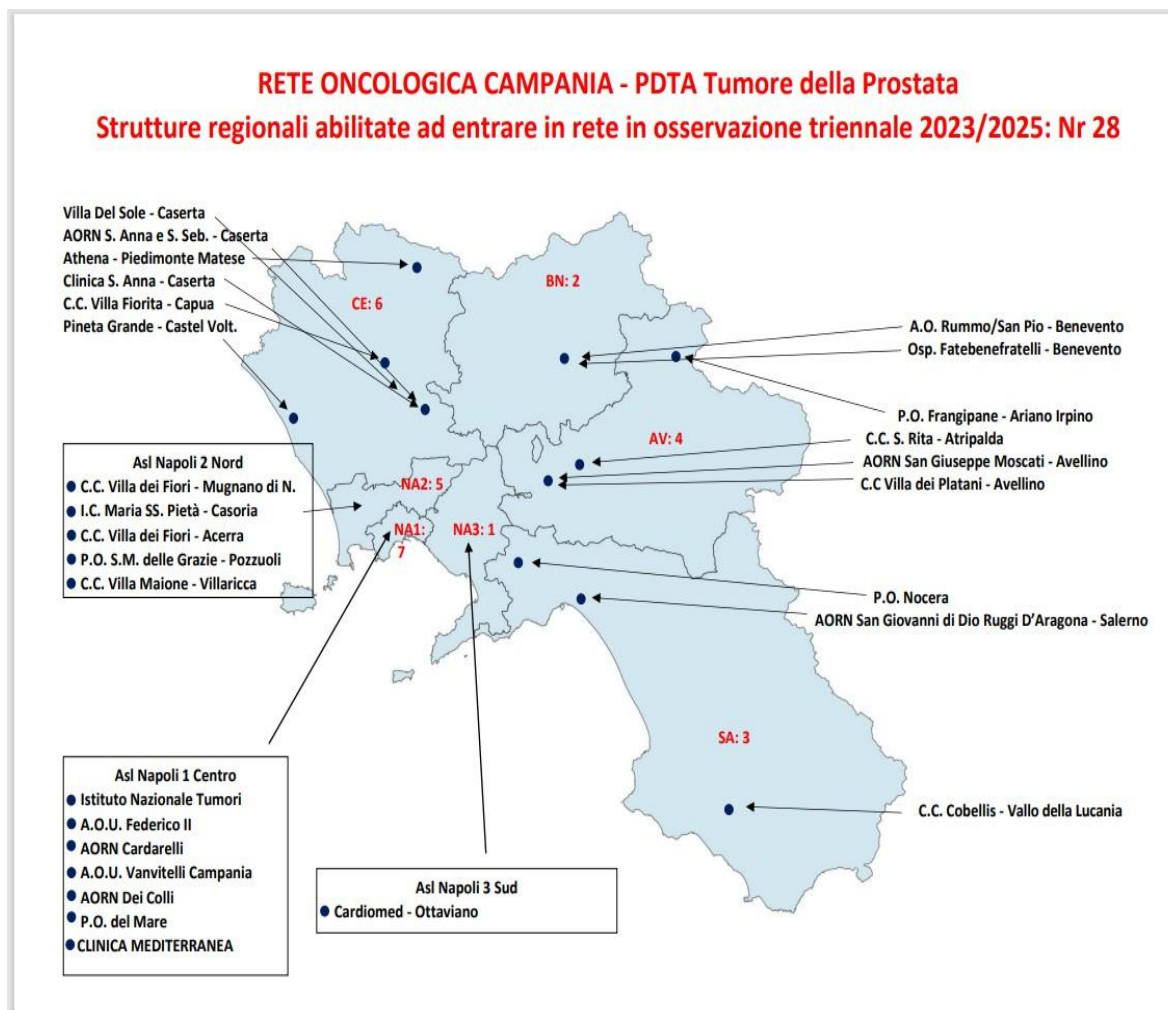 RETE ONCOLOGICA CAMPANIA - PDTA Tumore della Prostata
Strutture regionali abilitate ad entrare in rete in osservazione triennale 2023/2025: Nr 28
Villa Del Sole - Caserta
AORN S. Anna e S. Seb. - Caserta
Athena - Piedimonte Matese
Clinica S. Anna - Caserta
C.C. Villa Fiorita - Capua
Pineta Grande - Castel Volt.
CE: 6
BN: 2
A.O. Rummo/San Pio - Benevento
Osp. Fatebenefratelli - Benevento
P.O. Frangipane - Ariano Irpino
C.C. S. Rita - Atripalda
AORN San Giuseppe Moscati - Avellino
C.C Villa dei Platani - Avellino
AV: 4
Asl Napoli 2 Nord
C.C. Villa dei Fiori - Mugnano di N.
I.C. Maria SS. Pietà - Casoria
C.C. Villa dei Fiori - Acerra
P.O. S.M. delle Grazie - Pozzuoli
C.C. Villa Maione - Villaricca
NA2: 5
NA1:
7
NA3: 1
P.O. Nocera
AORN San Giovanni di Dio Ruggi D'Aragona - Salerno
SA: 3
C.C. Cobellis - Vallo della Lucania
Asl Napoli 1 Centro
Istituto Nazionale Tumori
A.O.U. Federico II
AORN Cardarelli
A.O.U. Vanvitelli Campania
AORN Dei Colli
P.O. del Mare
CLINICA MEDITERRANEA
Asl Napoli 3 Sud
Cardiomed - Ottaviano